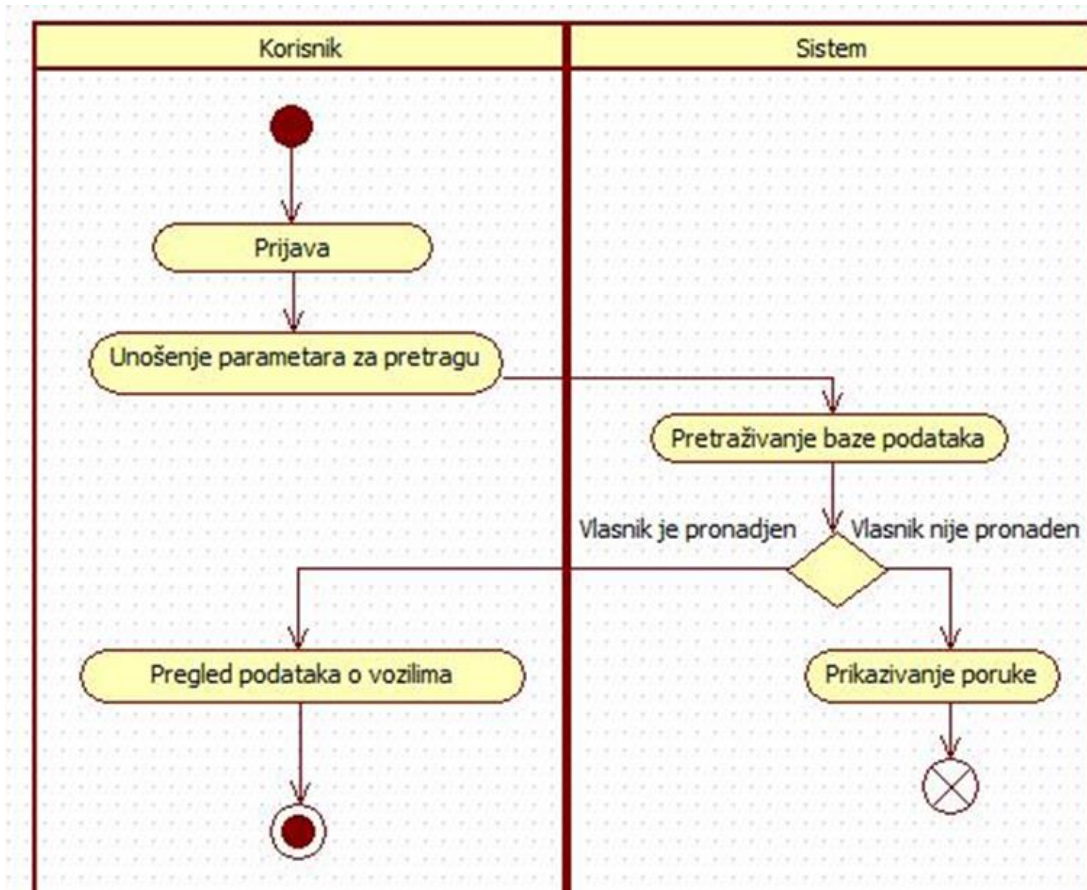 Korisnik
Sistem
Prijava
Unošenje parametara za pretragu
Pretraživanje baze podataka
Vlasnik je pronadjen
Vlasnik nije pronaden
Pregled podataka o vozilima
Prikazivanje poruke